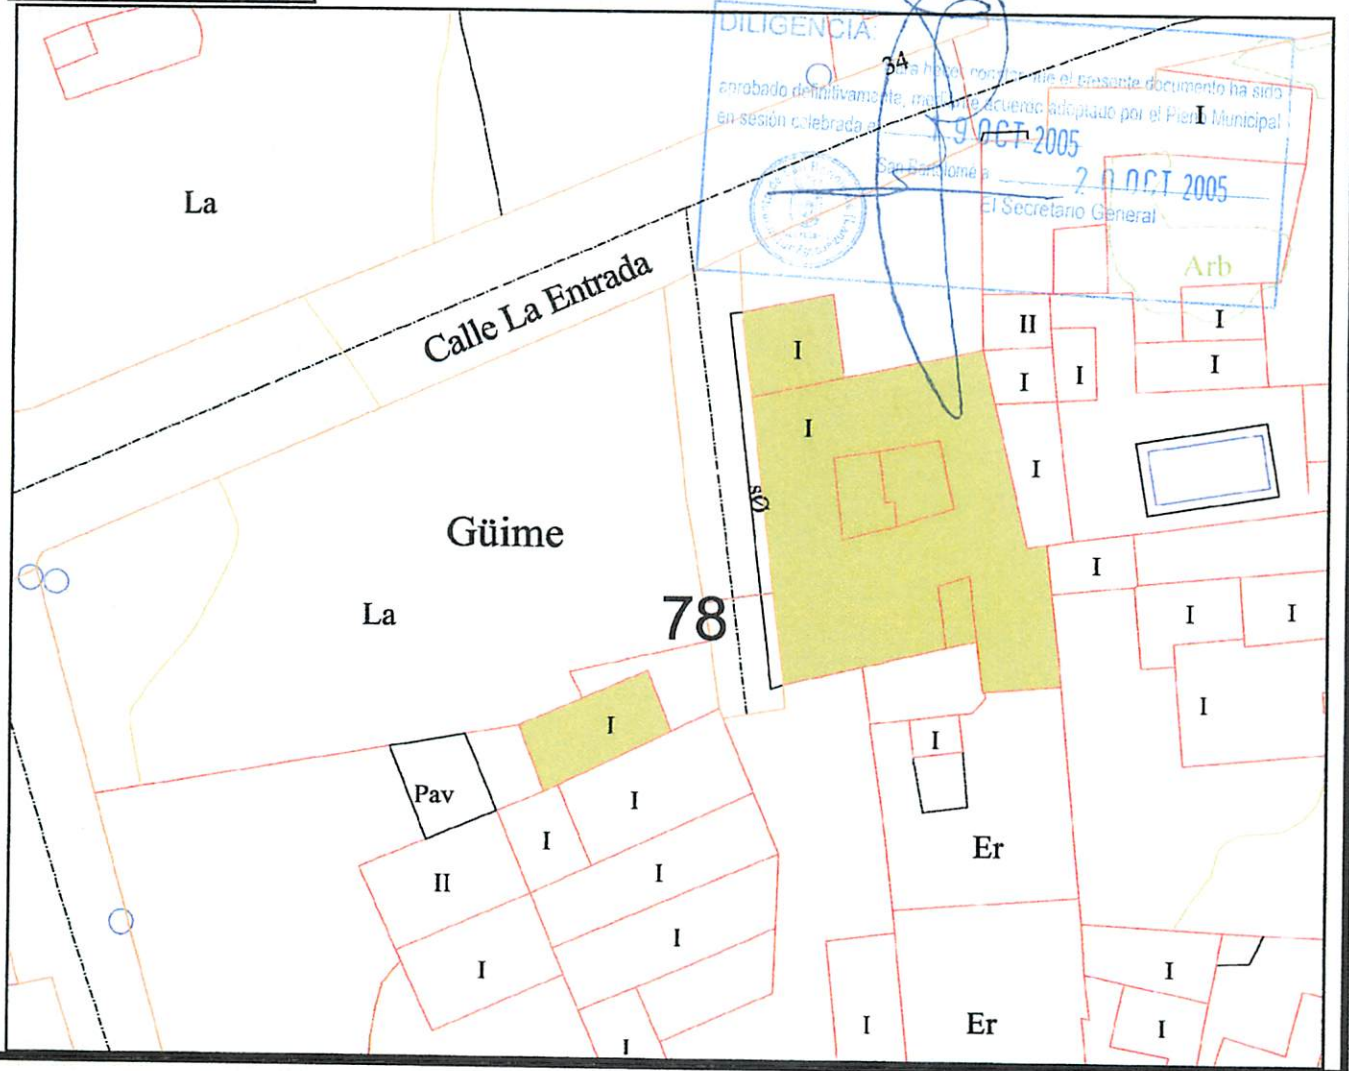 DILIGENCIA:
para hacer constar que el presente documento ha sido
aprobado definitivamente, mediante acuerdo adoptado por el Pleno Municipal
en sesión celebrada el 19 OCT 2005
San Bartolomé a 20 OCT 2005
El Secretario General
34
I
La
Arb
Calle La Entrada
II
I
I
I
I
I
I
I
I
Güime
I
I
I
La
78
I
I
I
Pav
I
I
Er
II
I
I
I
I
I
Er
I
I